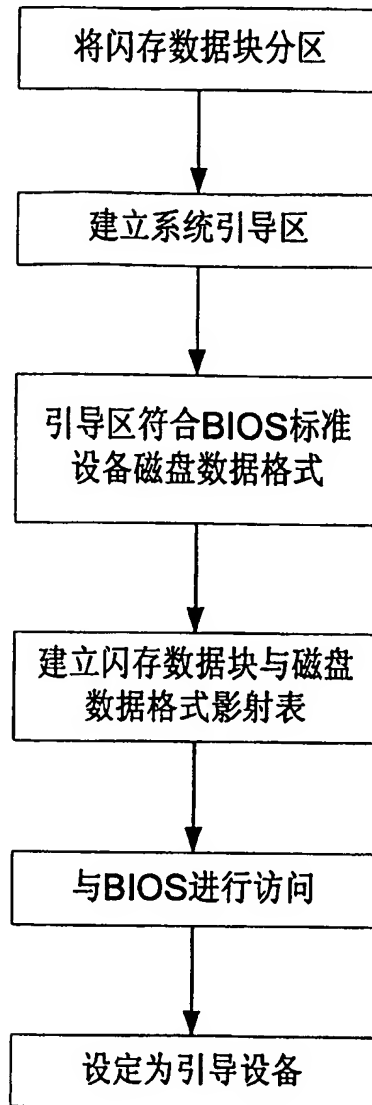 将闪存数据块分区
建立系统引导区
引导区符合BIOS标准
设备磁盘数据格式
建立闪存数据块与磁盘
数据格式影射表
与BIOS进行访问
设定为引导设备